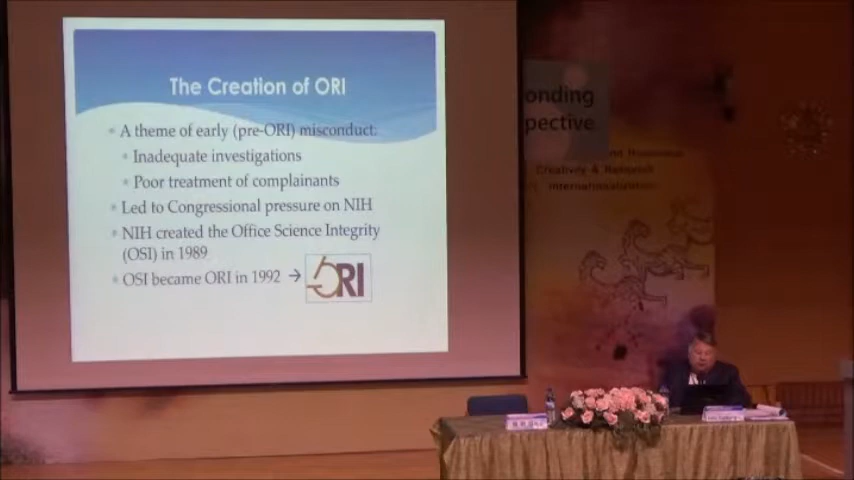 The Creation of ORI
A theme of early (pre-ORI) misconduct:
Inadequate investigations
Poor treatment of complainants
Led to Congressional pressure on NIH
NIH created the Office Science Integrity
(OSI) in 1989
OSI became ORI in 1992 →
ORI
onding
pective
Creativity &
Internationalization